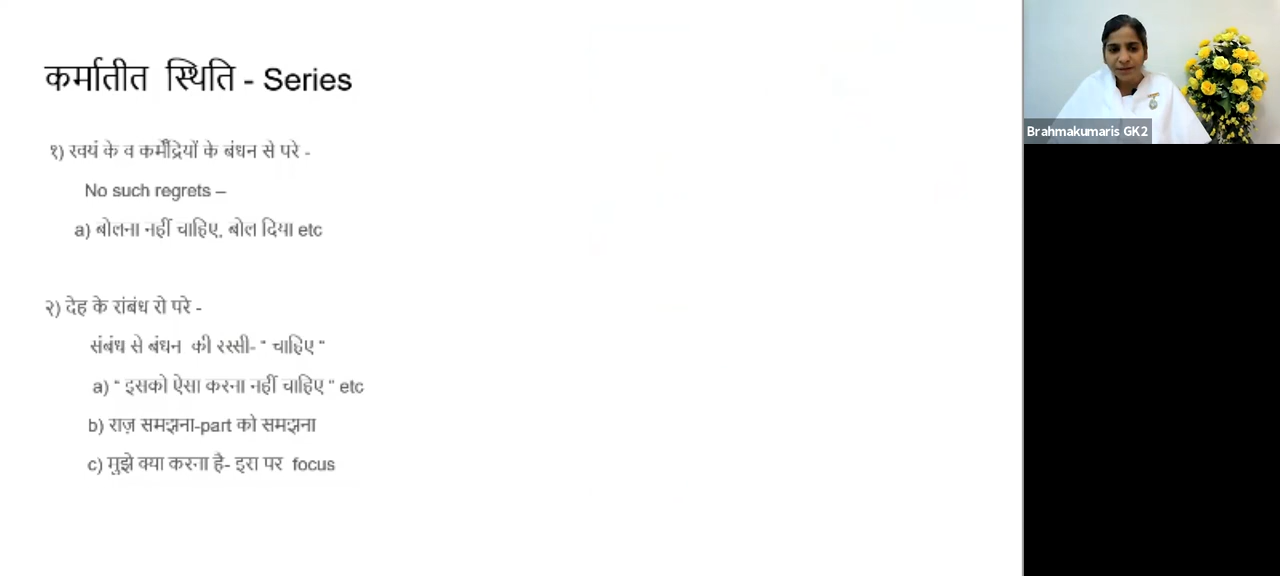 कर्मातीत स्थिति - Series
१) स्वयं के व कर्मेंद्रियों के बंधन से परे -
No such regrets –
a) बोलना नहीं चाहिए, बोल दिया etc
२) देह के संबंध से परे -
संबंध से बंधन की रस्सी- " चाहिए "
a) " इसको ऐसा करना नहीं चाहिए " etc
b) राज़ समझना-part को समझना
c) मुझे क्या करना है- इस पर focus
Brahmakumaris GK2